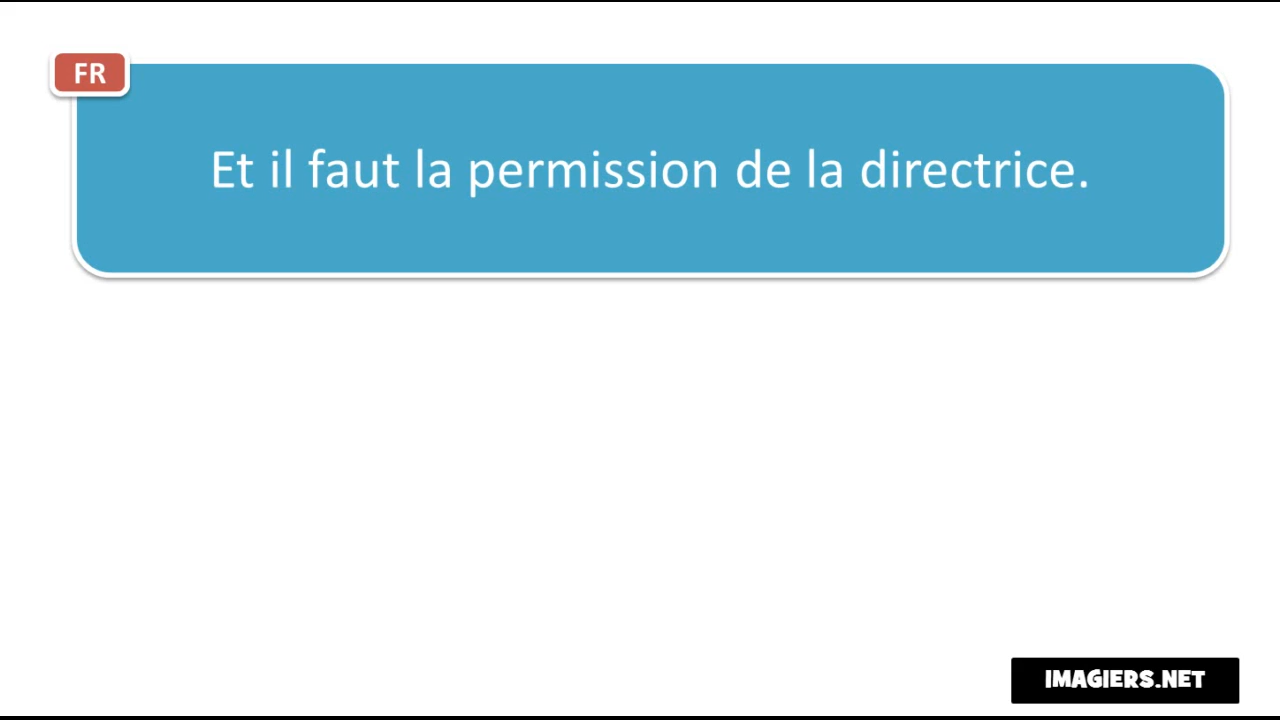 FR
Et il faut la permission de la directrice.
IMAGIERS.NET